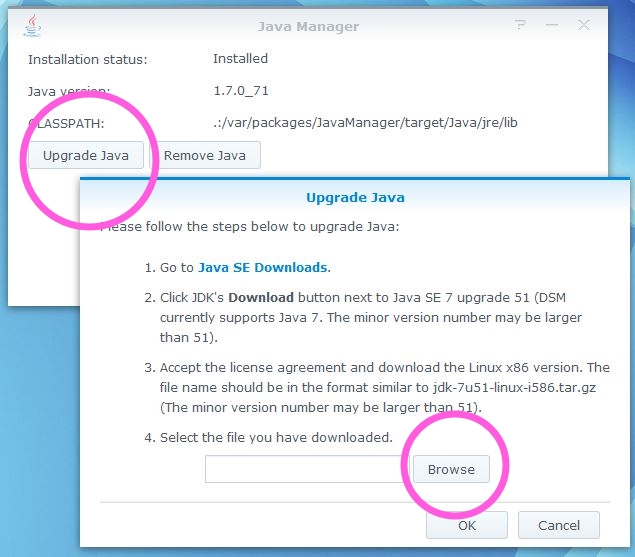 Java Manager
Installation status: Installed
Java version: 1.7.0_71
CLASSPATH: .:/var/packages/JavaManager/target/Java/jre/lib
Upgrade Java Remove Java
Upgrade Java
Please follow the steps below to upgrade Java:
1. Go to Java SE Downloads.
2. Click JDK's Download button next to Java SE 7 upgrade 51 (DSM
currently supports Java 7. The minor version number may be larger
than 51).
3. Accept the license agreement and download the Linux x86 version. The
file name should be in the format similar to jdk-7u51-linux-i586.tar.gz
(The minor version number may be larger than 51).
4. Select the file you have downloaded.
Browse
OK Cancel